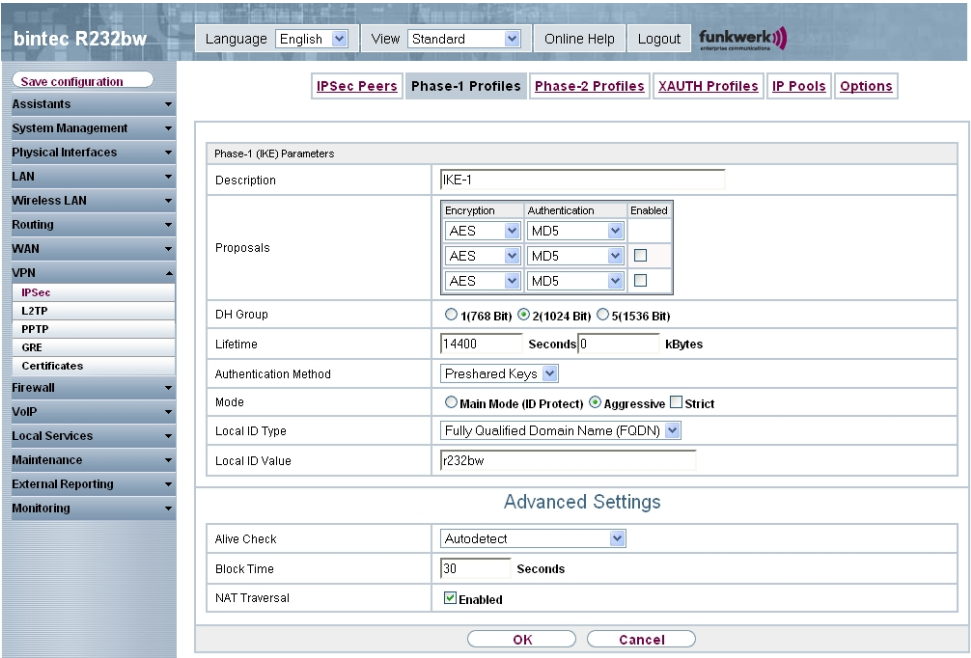 bintec R232bw
Language English View Standard Online Help Logout funkwerk
enterprise communications
Save configuration
Assistants
System Management
Physical Interfaces
LAN
Wireless LAN
Routing
WAN
VPN
IPSec
L2TP
PPTP
GRE
Certificates
Firewall
VoIP
Local Services
Maintenance
External Reporting
Monitoring
IPSec Peers Phase-1 Profiles Phase-2 Profiles XAUTH Profiles IP Pools Options
Phase-1 (IKE) Parameters
Description IKE-1
Proposals
Encryption Authentication Enabled
AES MD5
AES MD5
AES MD5
DH Group 1(768 Bit) 2(1024 Bit) 5(1536 Bit)
Lifetime 14400 Seconds 0 kBytes
Authentication Method Preshared Keys
Mode Main Mode (ID Protect) Aggressive Strict
Local ID Type Fully Qualified Domain Name (FQDN)
Local ID Value r232bw
Advanced Settings
Alive Check Autodetect
Block Time 30 Seconds
NAT Traversal Enabled
OK Cancel